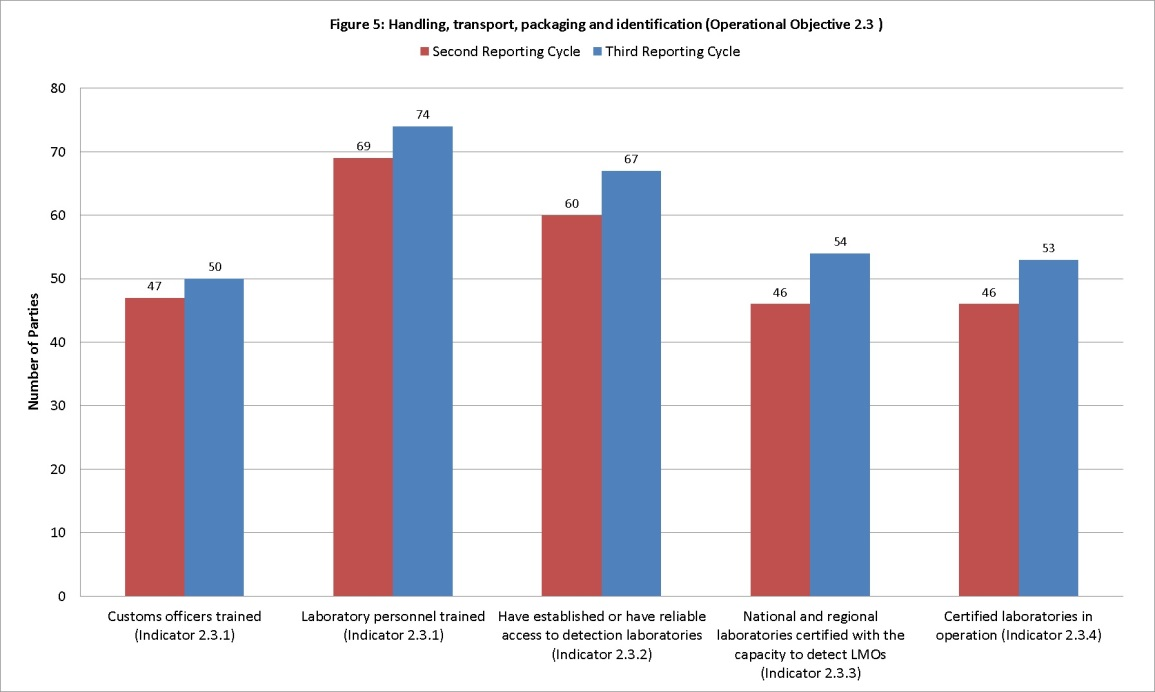 Figure 5: Handling, transport, packaging and identification (Operational Objective 2.3 )
Second Reporting Cycle
Third Reporting Cycle
Number of Parties
80
70
60
50
40
30
20
10
0
47
50
69
74
60
67
46
54
46
53
Customs officers trained
(Indicator 2.3.1)
Laboratory personnel trained
(Indicator 2.3.1)
Have established or have reliable
access to detection laboratories
(Indicator 2.3.2)
National and regional
laboratories certified with the
capacity to detect LMOs
(Indicator 2.3.3)
Certified laboratories in
operation (Indicator 2.3.4)